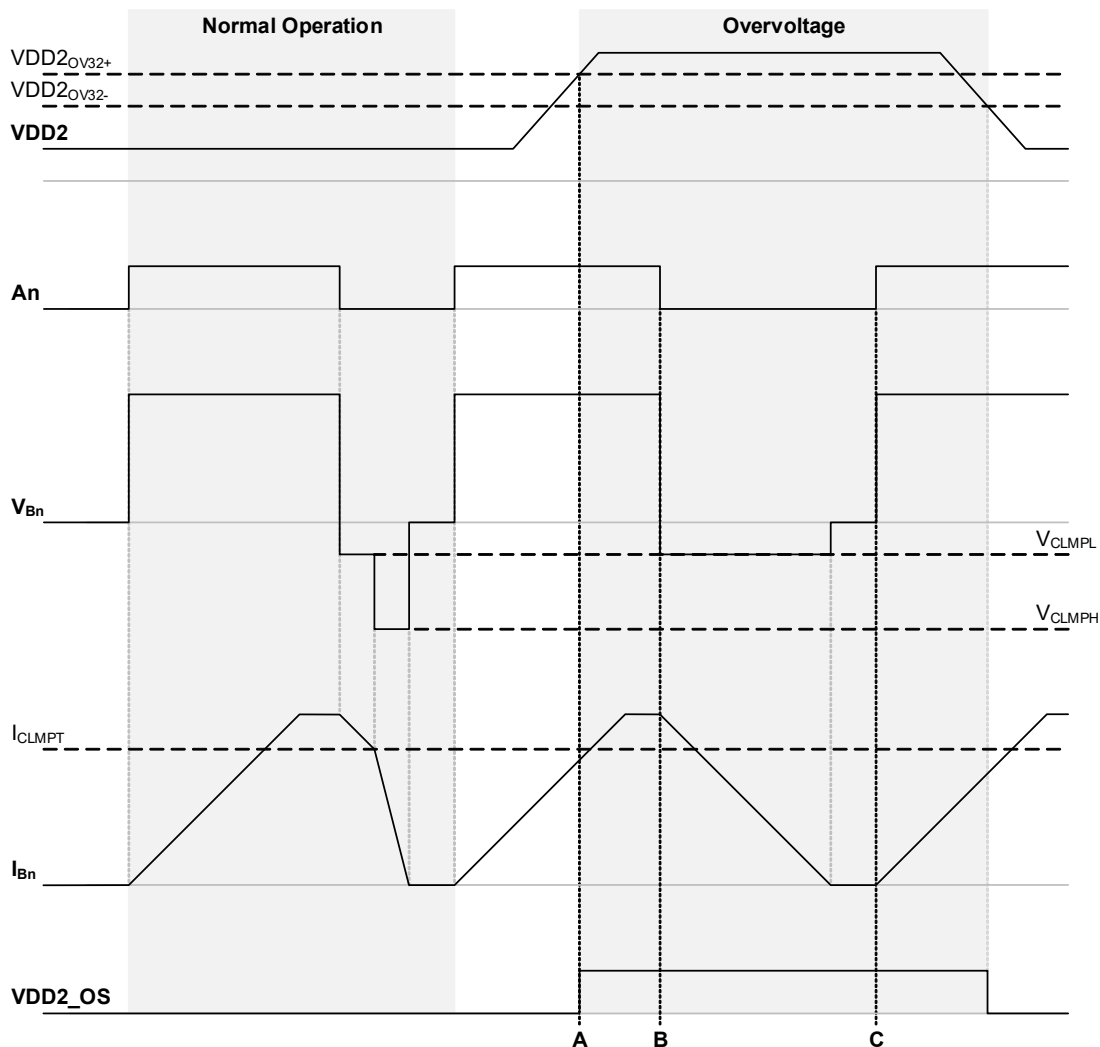 Normal Operation
Overvoltage
VDD2OV32+
VDD2OV32-
VDD2
An
VBn
VCLMPL
VCLMPH
ICLMPT
IBn
VDD2_OS
A B C